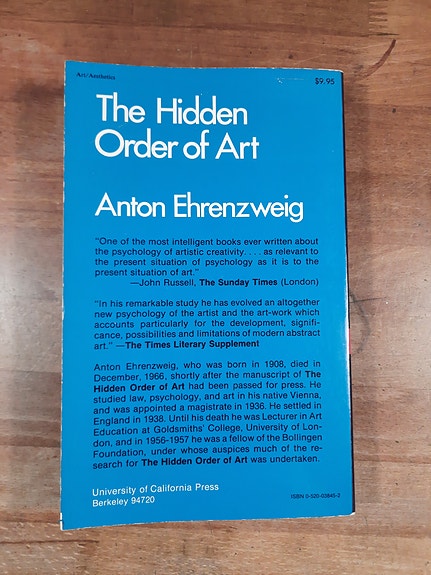 Art/Aesthetics
$9.95
The Hidden
Order of Art
Anton Ehrenzweig
"One of the most intelligent books ever written about
the psychology of artistic creativity. . . . as relevant to
the present situation of psychology as it is to the
present situation of art."
—John Russell, The Sunday Times (London)
"In his remarkable study he has evolved an altogether
new psychology of the artist and the art-work which
accounts particularly for the development, signifi-
cance, possibilities and limitations of modern abstract
art." —The Times Literary Supplement
Anton Ehrenzweig, who was born in 1908, died in
December, 1966, shortly after the manuscript of The
Hidden Order of Art had been passed for press. He
studied law, psychology, and art in his native Vienna,
and was appointed a magistrate in 1936. He settled in
England in 1938. Until his death he was Lecturer in Art
Education at Goldsmiths' College, University of Lon-
don, and in 1956-1957 he was a fellow of the Bollingen
Foundation, under whose auspices much of the re-
search for The Hidden Order of Art was undertaken.
University of California Press
Berkeley 94720
ISBN 0-520-03845-2